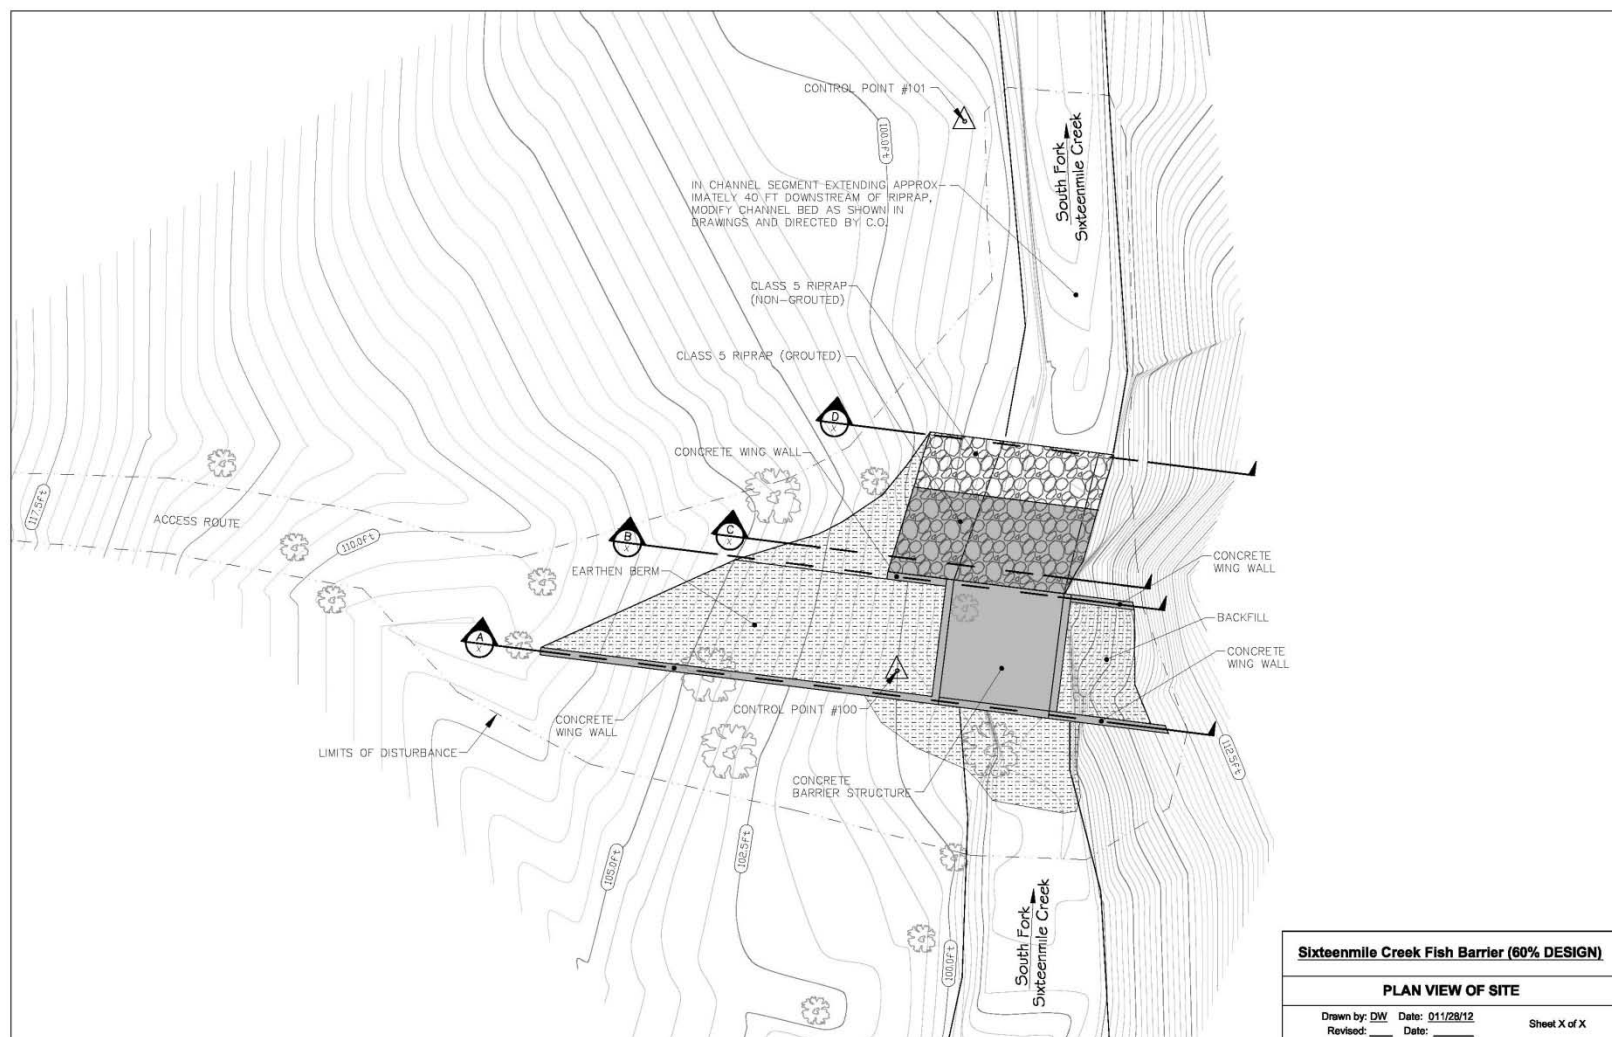 CONTROL POINT #101
100.0ft
South Fork
Sixteenmile Creek
IN CHANNEL SEGMENT EXTENDING APPROX-
IMATELY 40 FT DOWNSTREAM OF RIPRAP,
MODIFY CHANNEL BED AS SHOWN IN
DRAWINGS AND DIRECTED BY C.O.
CLASS 5 RIPRAP
(NON-GROUTED)
CLASS 5 RIPRAP (GROUTED)
D
X
CONCRETE WING WALL
117.5ft
ACCESS ROUTE
110.0ft
B
X
C
X
EARTHEN BERM
CONCRETE
WING WALL
BACKFILL
CONCRETE
WING WALL
A
X
CONTROL POINT #100
CONCRETE
WING WALL
LIMITS OF DISTURBANCE
112.5ft
CONCRETE
BARRIER STRUCTURE
105.0ft
102.5ft
100.0ft
South Fork
Sixteenmile Creek
Sixteenmile Creek Fish Barrier (60% DESIGN)
PLAN VIEW OF SITE
Drawn by: DW Date: 011/28/12
Revised: Date:
Sheet X of X